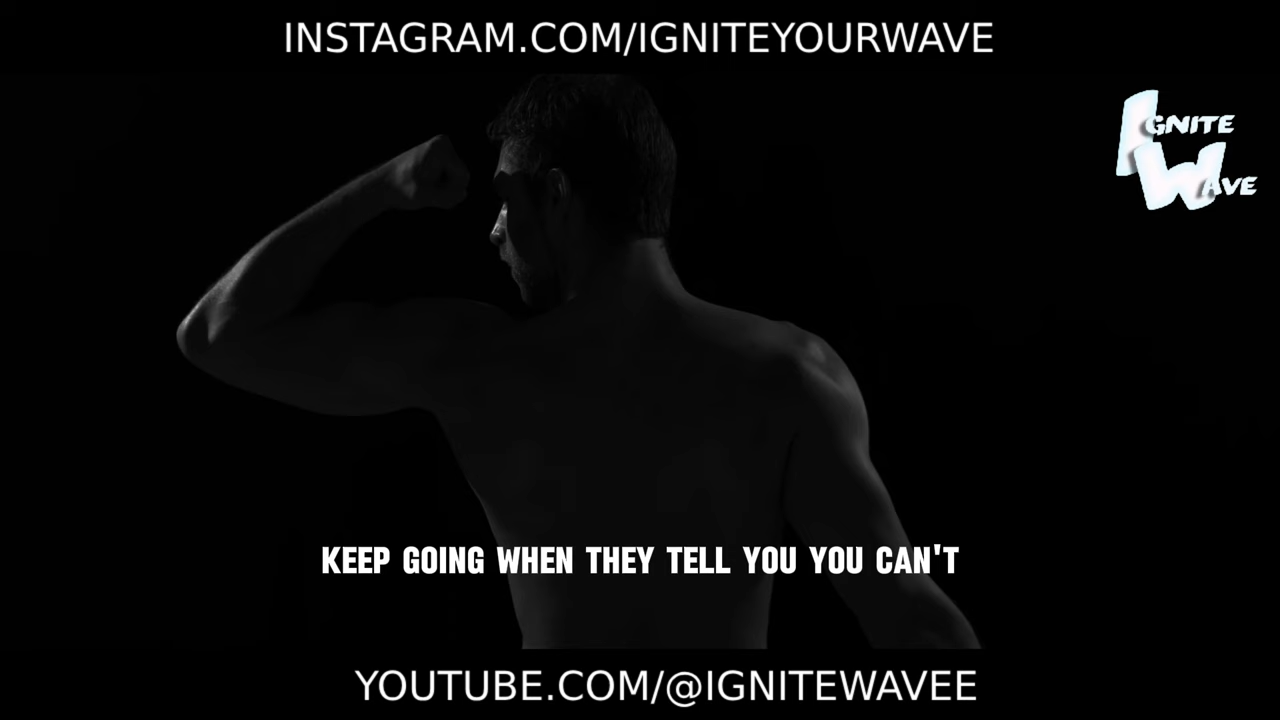 INSTAGRAM.COM/IGNITEYOURWAVE
IGNITE
WAVE
KEEP GOING WHEN THEY TELL YOU YOU CAN'T
YOUTUBE.COM/@IGNITEWAVEE